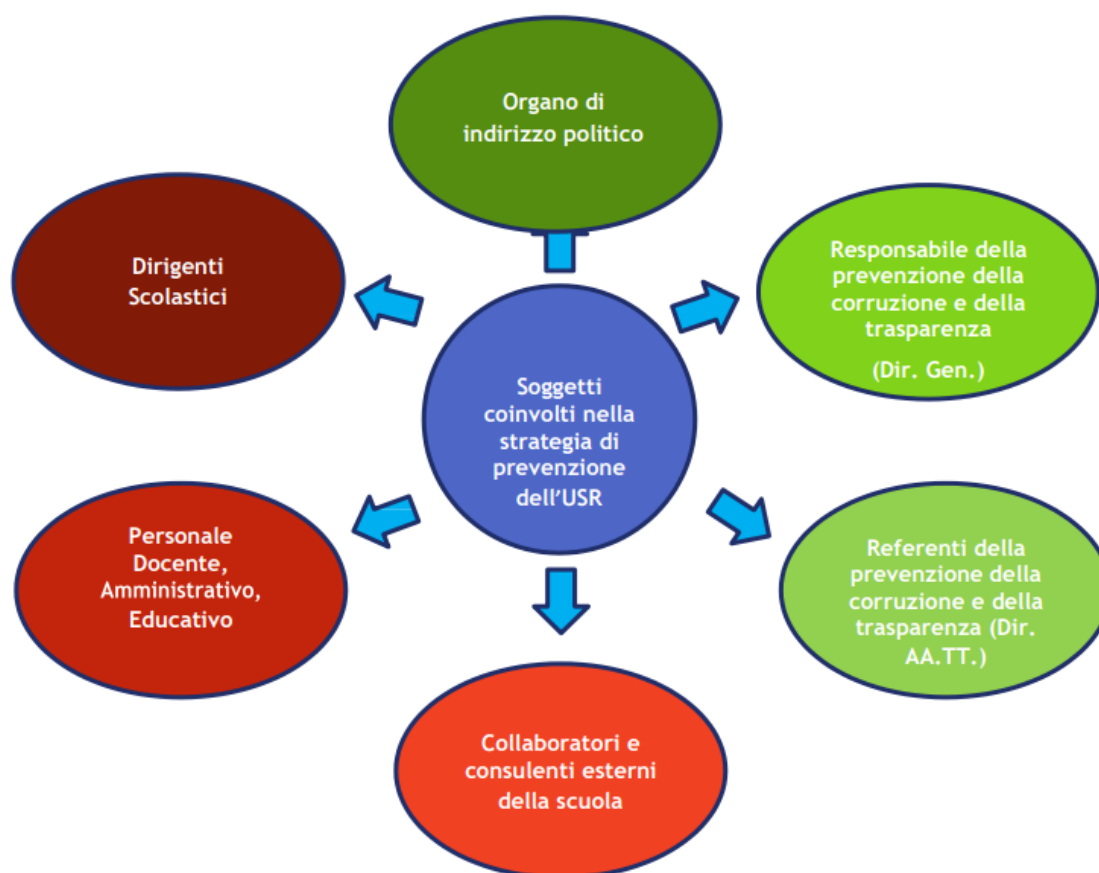 Organo di
indirizzo politico
Dirigenti
Scolastici
Responsabile della
prevenzione della
corruzione e della
trasparenza
(Dir. Gen.)
Soggetti
coinvolti nella
strategia di
prevenzione
dell'USR
Personale
Docente,
Amministrativo,
Educativo
Referenti della
prevenzione della
corruzione e della
trasparenza (Dir.
AA.TT.)
Collaboratori e
consulenti esterni
della scuola